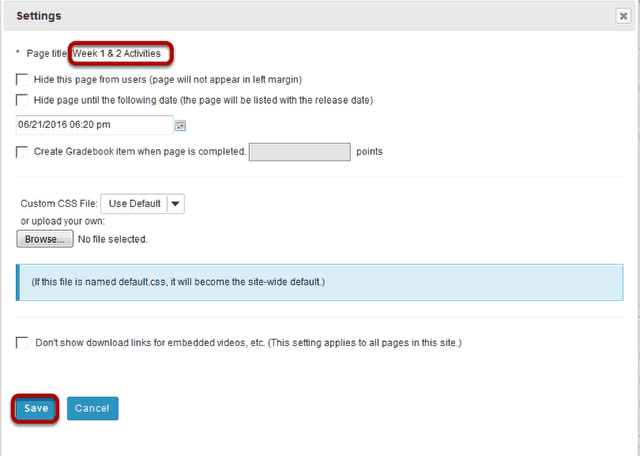 Settings
* Page title: Week 1 & 2 Activities
Hide this page from users (page will not appear in left margin)
Hide page until the following date (the page will be listed with the release date)
06/21/2016 06:20 pm
Create Gradebook item when page is completed. points
Custom CSS File: Use Default
or upload your own:
Browse... No file selected.
(If this file is named default.css, it will become the site-wide default.)
Don't show download links for embedded videos, etc. (This setting applies to all pages in this site.)
Save Cancel